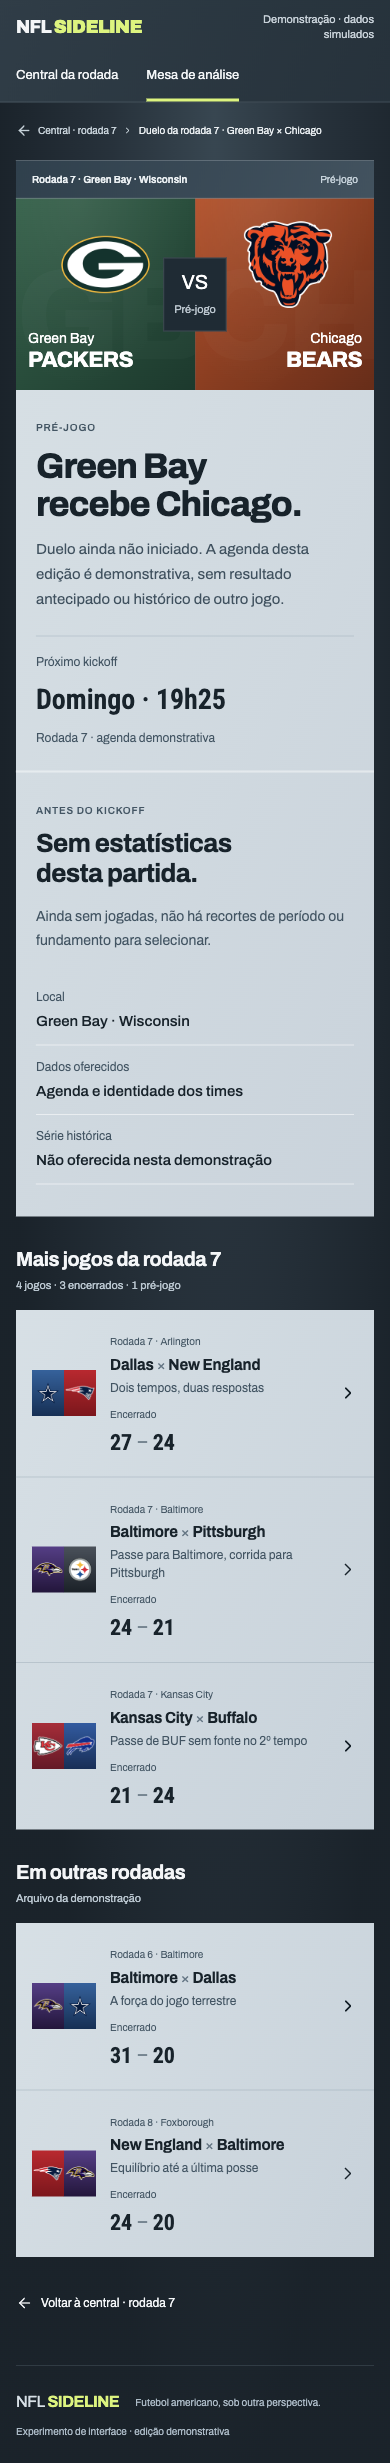 NFL SIDELINE
Demonstração · dados
simulados
Central da rodada
Mesa de análise
Central · rodada 7 › Duelo da rodada 7 · Green Bay × Chicago
Rodada 7 · Green Bay · Wisconsin
Pré-jogo
G
VS
Pré-jogo
Green Bay
PACKERS
Chicago
BEARS
PRÉ-JOGO
Green Bay
recebe Chicago.
Duelo ainda não iniciado. A agenda desta
edição é demonstrativa, sem resultado
antecipado ou histórico de outro jogo.
Próximo kickoff
Domingo · 19h25
Rodada 7 · agenda demonstrativa
ANTES DO KICKOFF
Sem estatísticas
desta partida.
Ainda sem jogadas, não há recortes de período ou
fundamento para selecionar.
Local
Green Bay · Wisconsin
Dados oferecidos
Agenda e identidade dos times
Série histórica
Não oferecida nesta demonstração
Mais jogos da rodada 7
4 jogos · 3 encerrados · 1 pré-jogo
Rodada 7 · Arlington
Dallas × New England
Dois tempos, duas respostas
Encerrado
27 – 24
Rodada 7 · Baltimore
Baltimore × Pittsburgh
Passe para Baltimore, corrida para
Pittsburgh
Encerrado
24 – 21
Rodada 7 · Kansas City
Kansas City × Buffalo
Passe de BUF sem fonte no 2º tempo
Encerrado
21 – 24
Em outras rodadas
Arquivo da demonstração
Rodada 6 · Baltimore
Baltimore × Dallas
A força do jogo terrestre
Encerrado
31 – 20
Rodada 8 · Foxborough
New England × Baltimore
Equilíbrio até a última posse
Encerrado
24 – 20
Voltar à central · rodada 7
NFL SIDELINE
Futebol americano, sob outra perspectiva.
Experimento de interface · edição demonstrativa